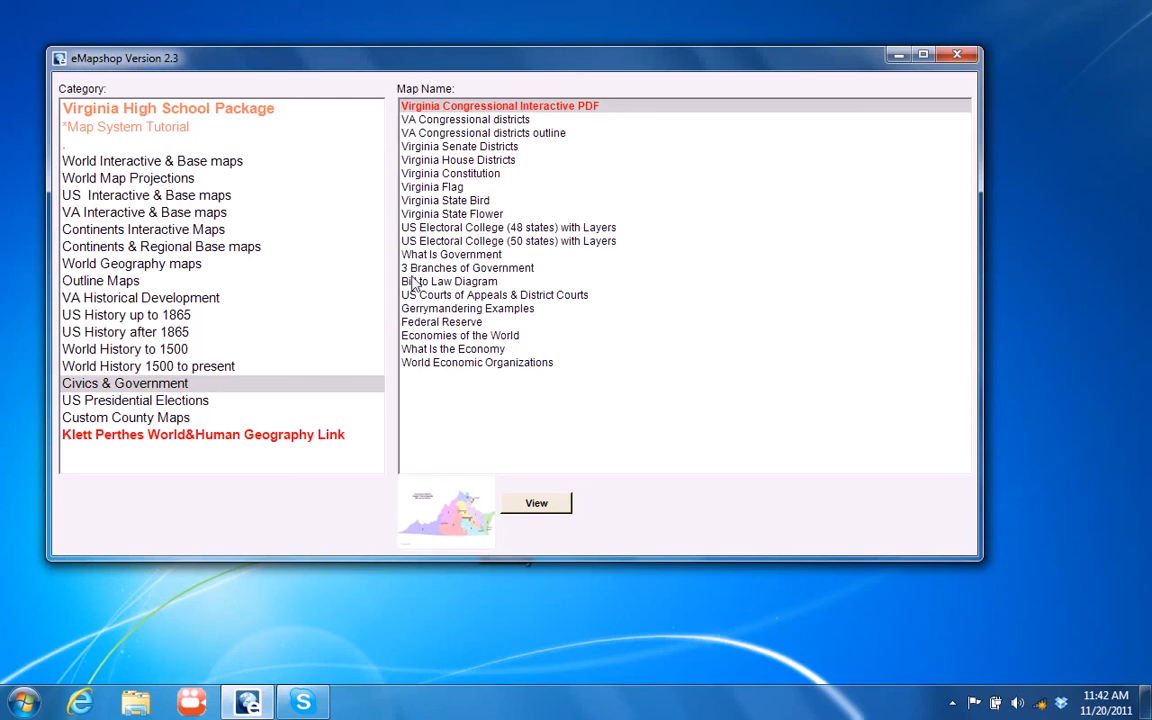 eMapshop Version 2.3
Category:
Virginia High School Package
*Map System Tutorial
.
World Interactive & Base maps
World Map Projections
US  Interactive & Base maps
VA Interactive & Base maps
Continents Interactive Maps
Continents & Regional Base maps
World Geography maps
Outline Maps
VA Historical Development
US History up to 1865
US History after 1865
World History to 1500
World History 1500 to present
Civics & Government
US Presidential Elections
Custom County Maps
Klett Perthes World&Human Geography Link
Map Name:
Virginia Congressional Interactive PDF
VA Congressional districts
VA Congressional districts outline
Virginia Senate Districts
Virginia House Districts
Virginia Constitution
Virginia Flag
Virginia State Bird
Virginia State Flower
US Electoral College (48 states) with Layers
US Electoral College (50 states) with Layers
What Is Government
3 Branches of Government
Bill to Law Diagram
US Courts of Appeals & District Courts
Gerrymandering Examples
Federal Reserve
Economies of the World
What Is the Economy
World Economic Organizations
View
11:42 AM
11/20/2011